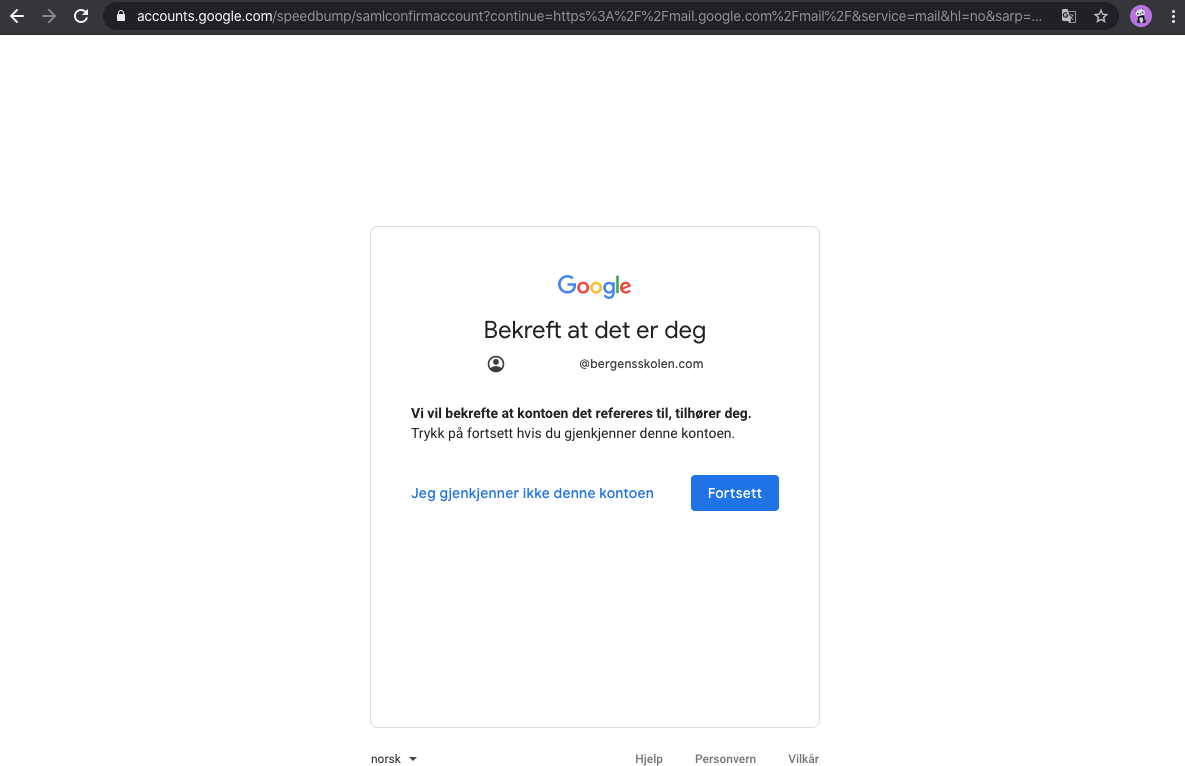 accounts.google.com/speedbump/samlconfirmaccount?continue=https%3A%2F%2Fmail.google.com%2Fmail%2F&service=mail&hl=no&sarp=...
Google
Bekreft at det er deg
@bergensskolen.com
Vi vil bekrefte at kontoen det refereres til, tilhører deg.
Trykk på fortsett hvis du gjenkjenner denne kontoen.
Jeg gjenkjenner ikke denne kontoen Fortsett
norsk Hjelp Personvern Vilkår